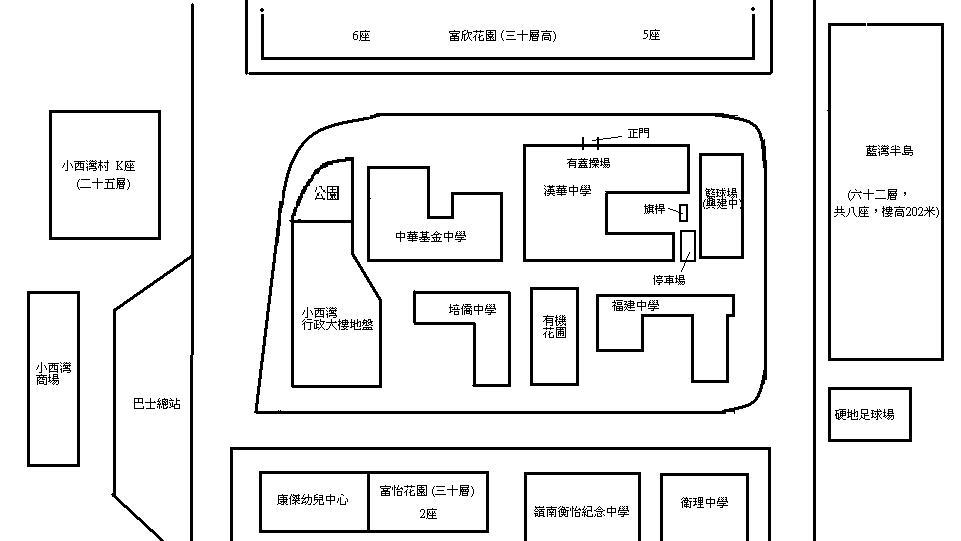 6座
富欣花園 (三十層高)
5座
正門
有蓋操場
小西灣村 K座
(二十五層)
公園
漢華中學
籃球場
(興建中)
旗桿
藍灣半島
(六十二層，
共八座，樓高202米)
中華基金中學
停車場
小西灣
行政大樓地盤
培僑中學
有機
花圃
福建中學
小西灣
商場
巴士總站
硬地足球場
康傑幼兒中心
富怡花園 (三十層)
2座
嶺南衡怡紀念中學
衛理中學